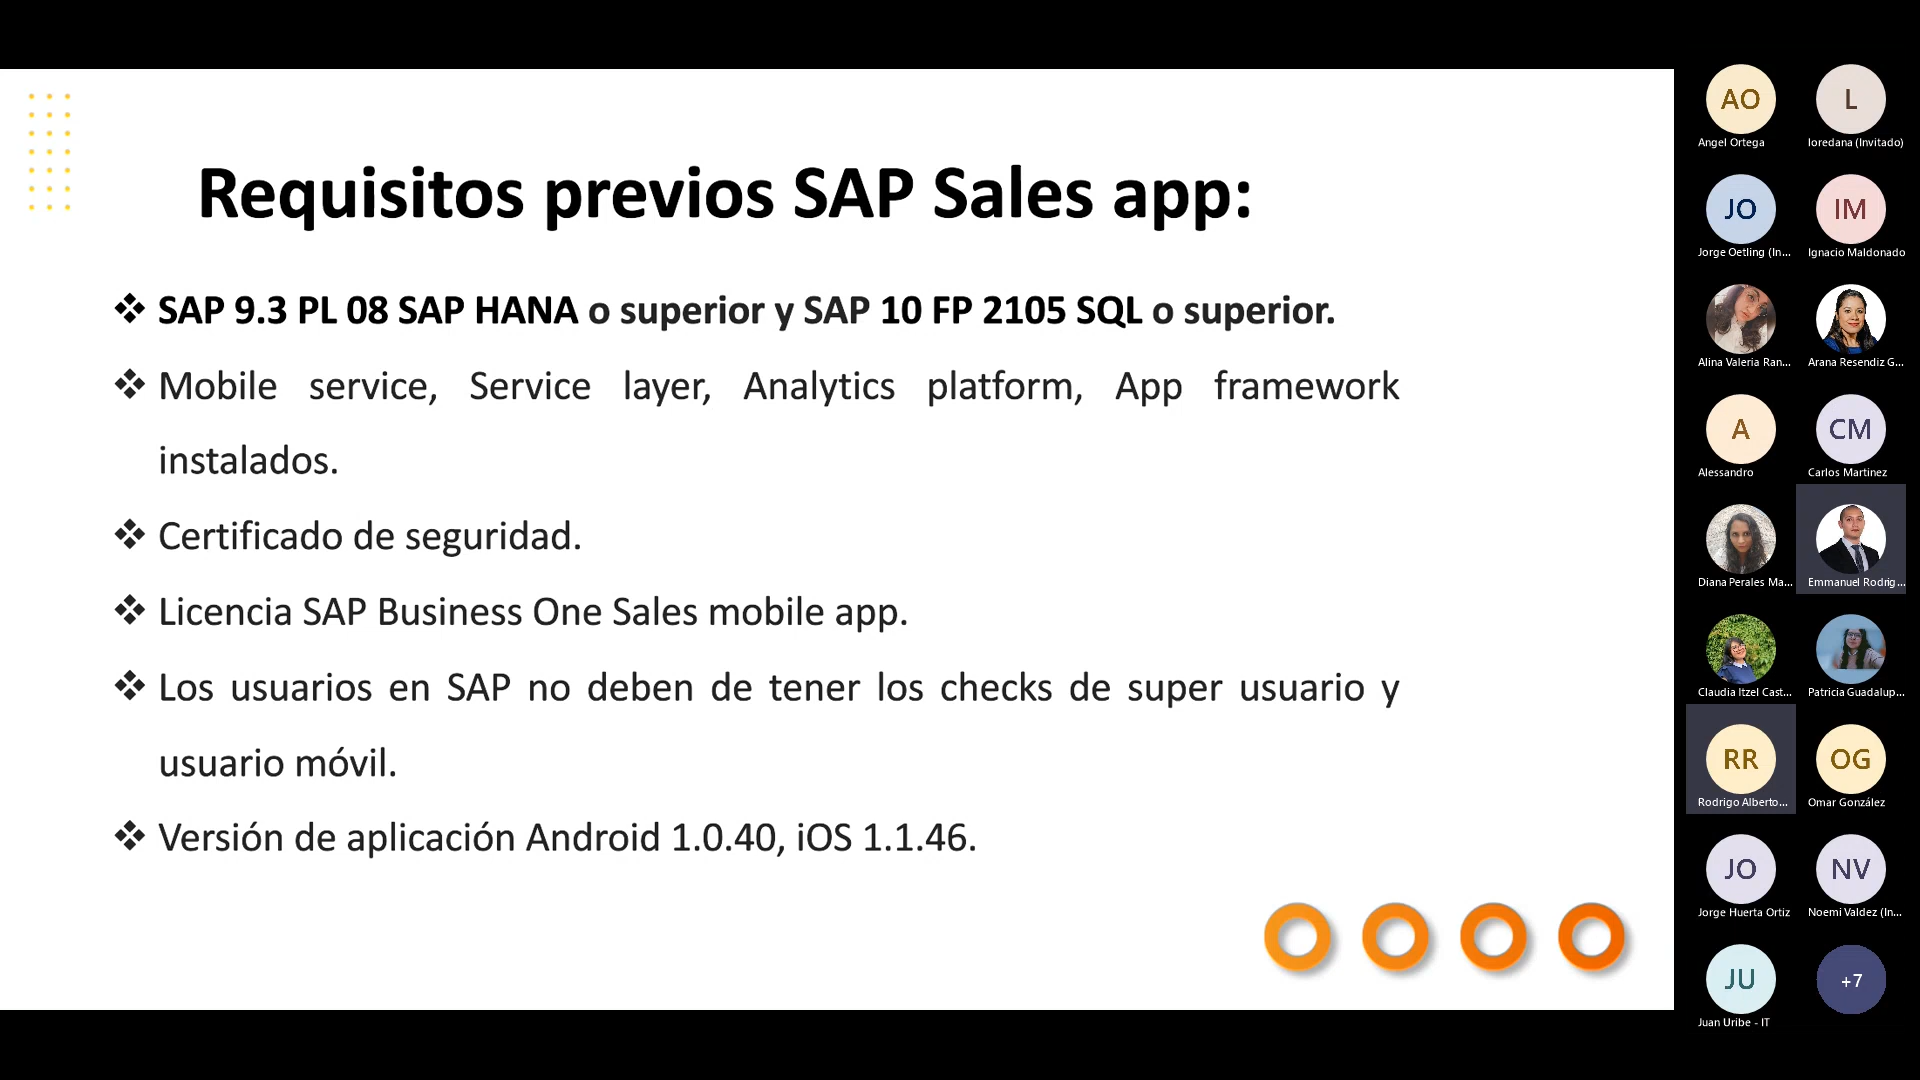 Requisitos previos SAP Sales app:
❖ SAP 9.3 PL 08 SAP HANA o superior y SAP 10 FP 2105 SQL o superior.
❖ Mobile service, Service layer, Analytics platform, App framework
instalados.
❖ Certificado de seguridad.
❖ Licencia SAP Business One Sales mobile app.
❖ Los usuarios en SAP no deben de tener los checks de super usuario y
usuario móvil.
❖ Versión de aplicación Android 1.0.40, iOS 1.1.46.
AO
Angel Ortega
L
loredana (Invitado)
JO
Jorge Oetling (In...
IM
Ignacio Maldonado
Alina Valeria Ran...
Arana Resendiz G...
A
Alessandro
CM
Carlos Martinez
Diana Perales Ma...
Emmanuel Rodrig...
Claudia Itzel Cast...
Patricia Guadalup...
RR
Rodrigo Alberto...
OG
Omar González
JO
Jorge Huerta Ortiz
NV
Noemí Valdez (In...
JU
Juan Uribe - IT
+7